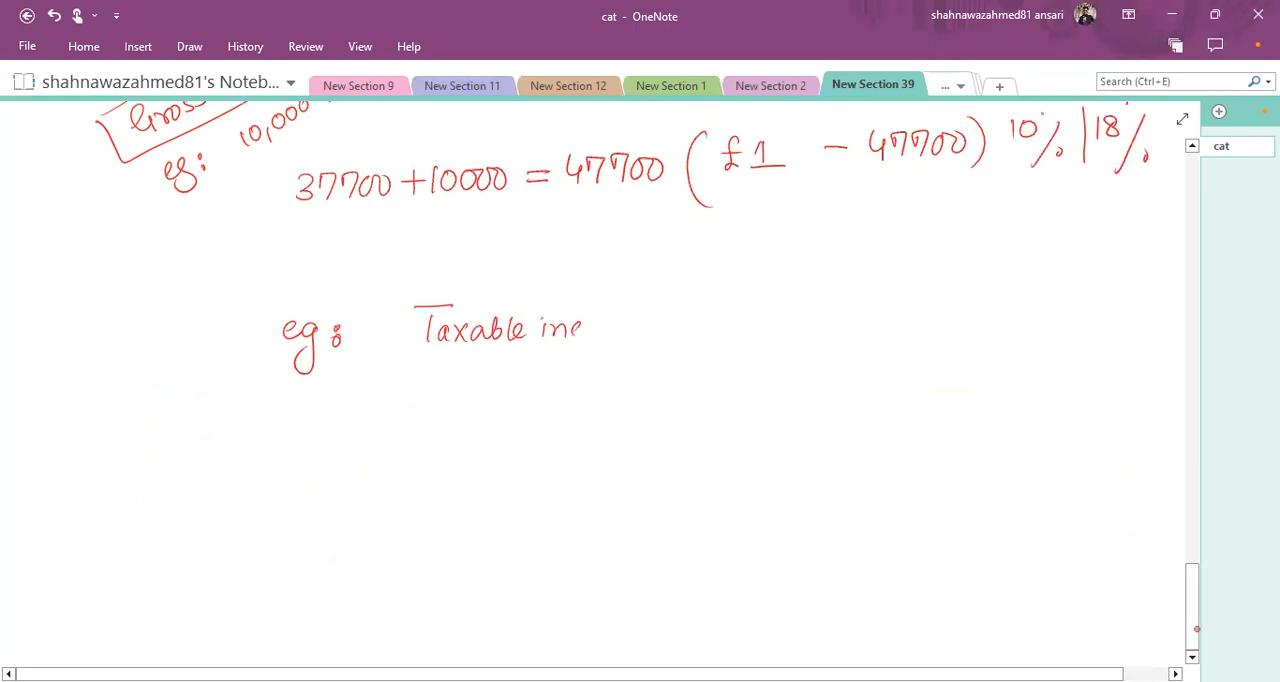 cat - OneNote
shahnawazahmed81 ansari
File Home Insert Draw History Review View Help
shahnawazahmed81's Noteb... New Section 9 New Section 11 New Section 12 New Section 1 New Section 2 New Section 39 ... + Search (Ctrl+E)
cat
Gross
eg: 10,000
37700 + 10000 = 47700 (£1 - 47700) 10% | 18%
eg: Taxable inc